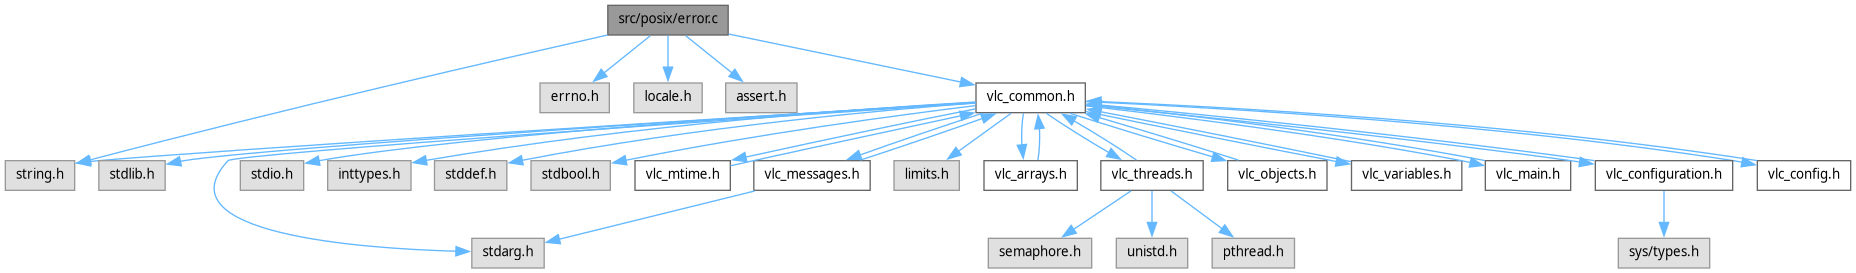 src/posix/error.c
errno.h
locale.h
assert.h
vlc_common.h
string.h
stdlib.h
stdio.h
inttypes.h
stddef.h
stdbool.h
vlc_mtime.h
vlc_messages.h
limits.h
vlc_arrays.h
vlc_threads.h
vlc_objects.h
vlc_variables.h
vlc_main.h
vlc_configuration.h
vlc_config.h
stdarg.h
semaphore.h
unistd.h
pthread.h
sys/types.h